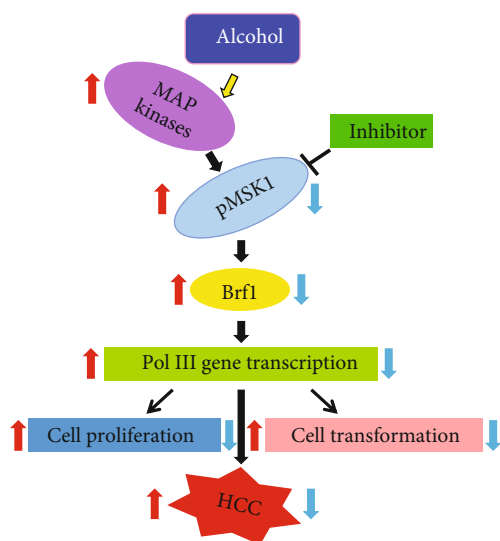 Alcohol
MAP
kinases
Inhibitor
pMSK1
Brf1
Pol III gene transcription
Cell proliferation
Cell transformation
HCC